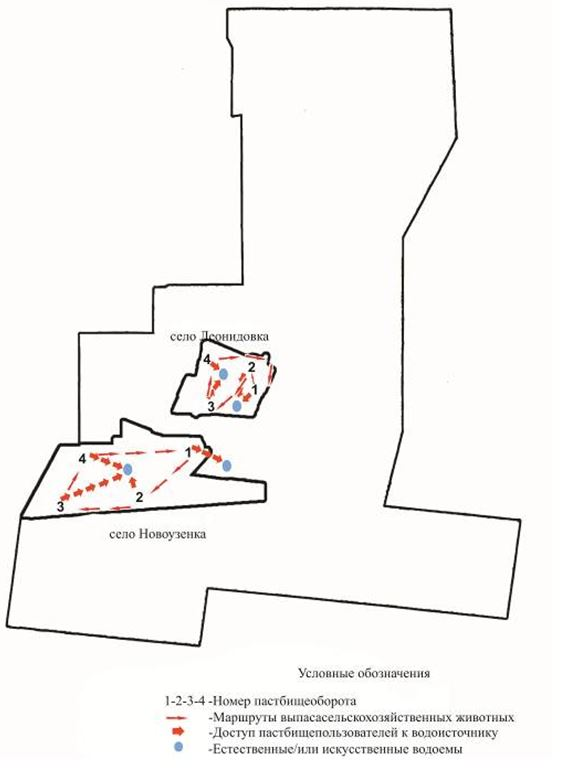 село Леонидовка
4
2
1
3
4
1
3
2
село Новоузенка
Условные обозначения
1-2-3-4 -Номер пастбищеоборота
-Маршруты выпасасельскохозяйственных животных
-Доступ пастбищепользователей к водоисточнику
-Естественные/или искусственные водоемы